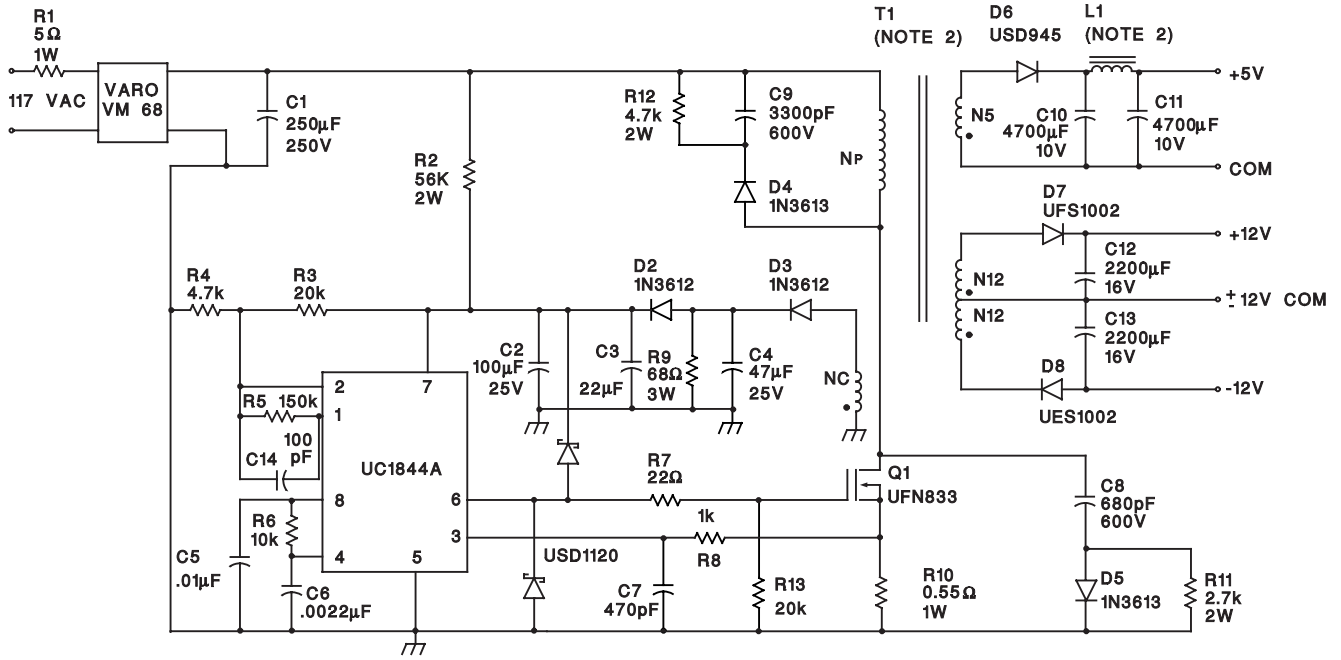 R1
5Ω
1W
117 VAC
VARO
VM 68
C1
250µF
250V
R2
56K
2W
R12
4.7k
2W
C9
3300pF
600V
D4
1N3613
T1
(NOTE 2)
NP
D6
USD945
L1
(NOTE 2)
N5
C10
4700µF
10V
C11
4700µF
10V
+5V
COM
D7
UFS1002
+12V
C12
2200µF
16V
N12
N12
± 12V COM
C13
2200µF
16V
D8
UES1002
-12V
R4
4.7k
R3
20k
D2
1N3612
D3
1N3612
C2
100µF
25V
C3
22µF
R9
68Ω
3W
C4
47µF
25V
NC
2
7
R5 150k
1
100
pF
C14
UC1844A
8
6
R6
10k
3
4
5
C5
.01µF
C6
.0022µF
USD1120
R7
22Ω
1k
R8
C7
470pF
R13
20k
Q1
UFN833
R10
0.55Ω
1W
C8
680pF
600V
D5
1N3613
R11
2.7k
2W